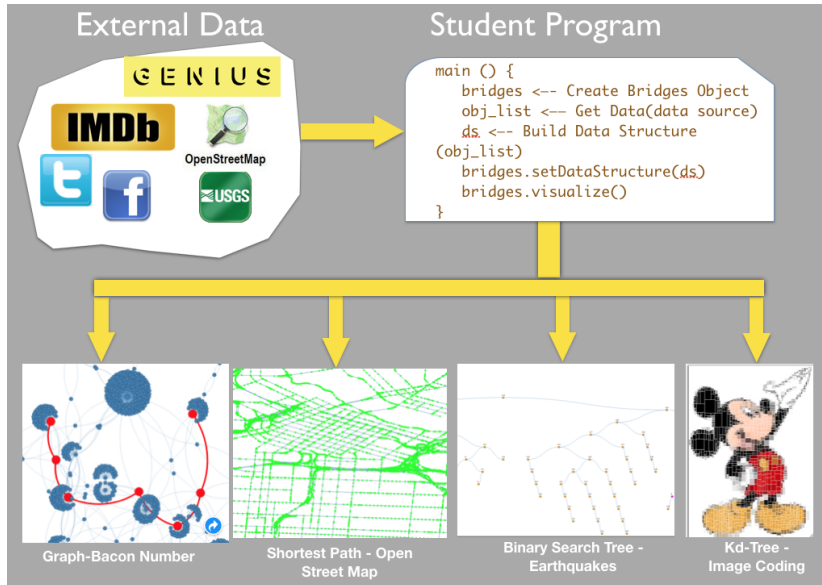 External Data
Student Program
GENIUS
IMDb
OpenStreetMap
t
f
USGS
main () {
bridges <-- Create Bridges Object
obj_list <-- Get Data(data source)
ds <-- Build Data Structure
(obj_list)
bridges.setDataStructure(ds)
bridges.visualize()
}
Graph-Bacon Number
Shortest Path - Open
Street Map
Binary Search Tree -
Earthquakes
Kd-Tree -
Image Coding